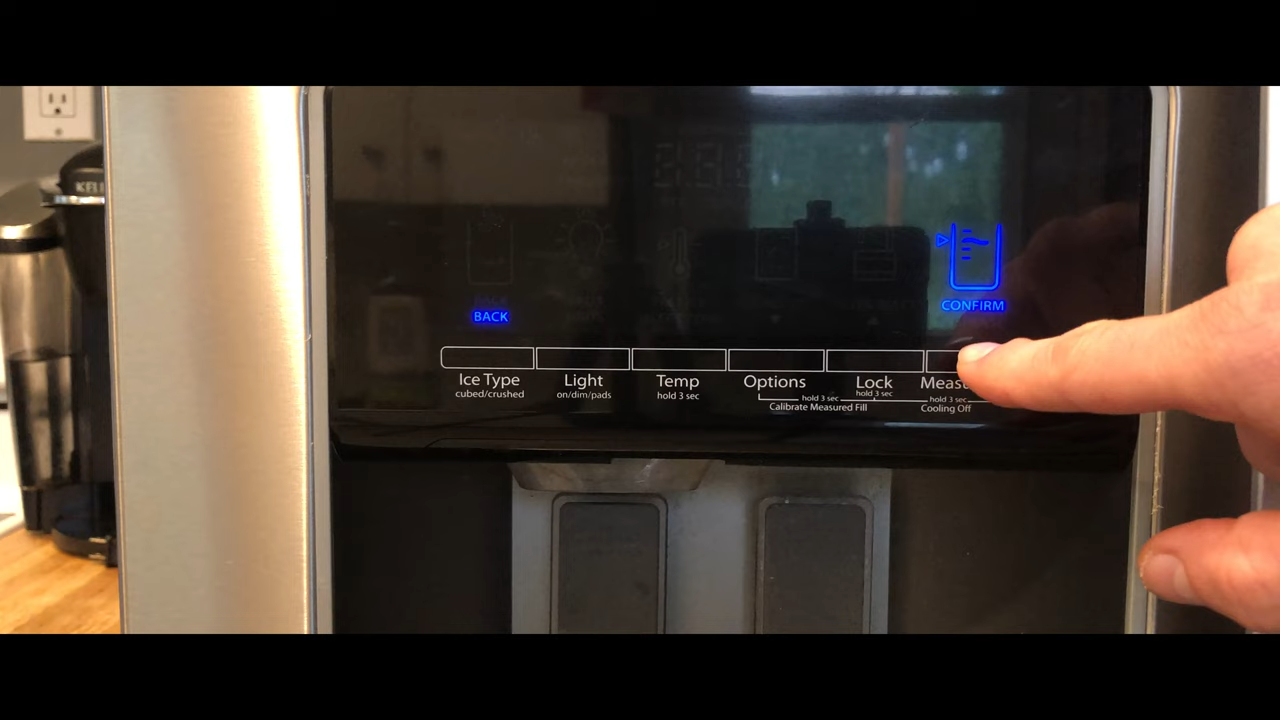 KEU
BACK
CONFIRM
Ice Type
cubed/crushed
Light
on/dim/pads
Temp
hold 3 sec
Options
Lock
hold 3 sec
Meas
hold 3 sec
Calibrate Measured Fill
hold 3 sec
Cooling Off